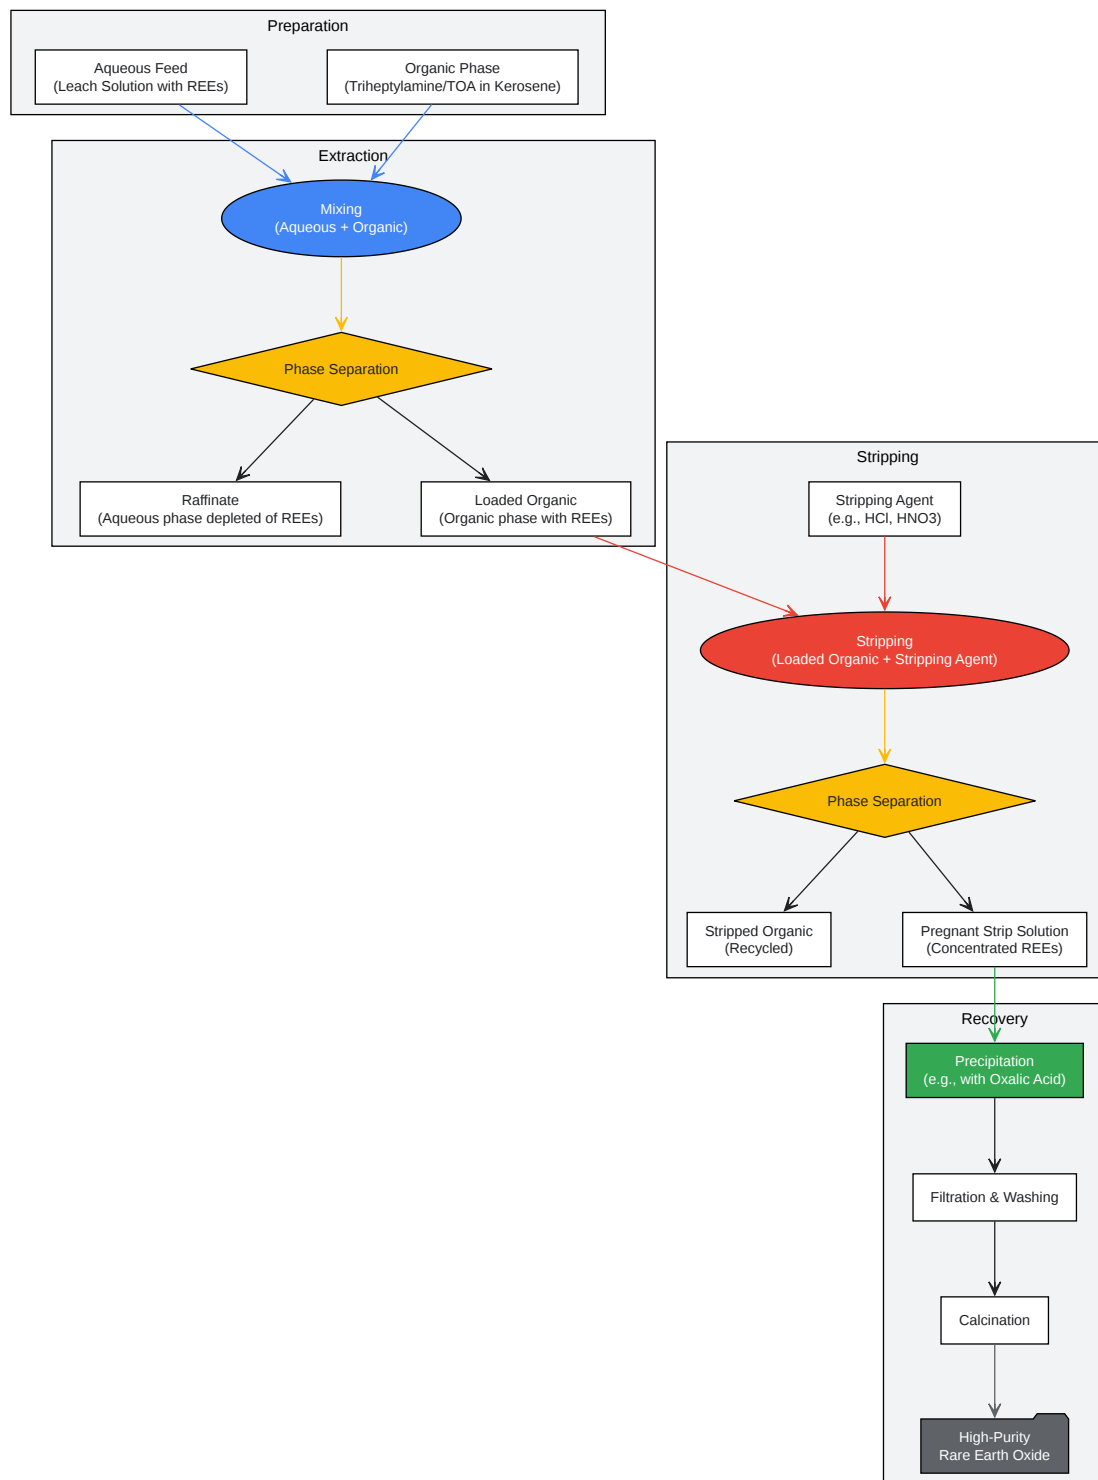 Preparation
Aqueous Feed
(Leach Solution with REEs)
Organic Phase
(Triheptylamine/TOA in Kerosene)
Extraction
Mixing
(Aqueous + Organic)
Phase Separation
Raffinate
(Aqueous phase depleted of REEs)
Loaded Organic
(Organic phase with REEs)
Stripping
Stripping Agent
(e.g., HCl, HNO3)
Stripping
(Loaded Organic + Stripping Agent)
Phase Separation
Stripped Organic
(Recycled)
Pregnant Strip Solution
(Concentrated REEs)
Recovery
Precipitation
(e.g., with Oxalic Acid)
Filtration & Washing
Calcination
High-Purity
Rare Earth Oxide